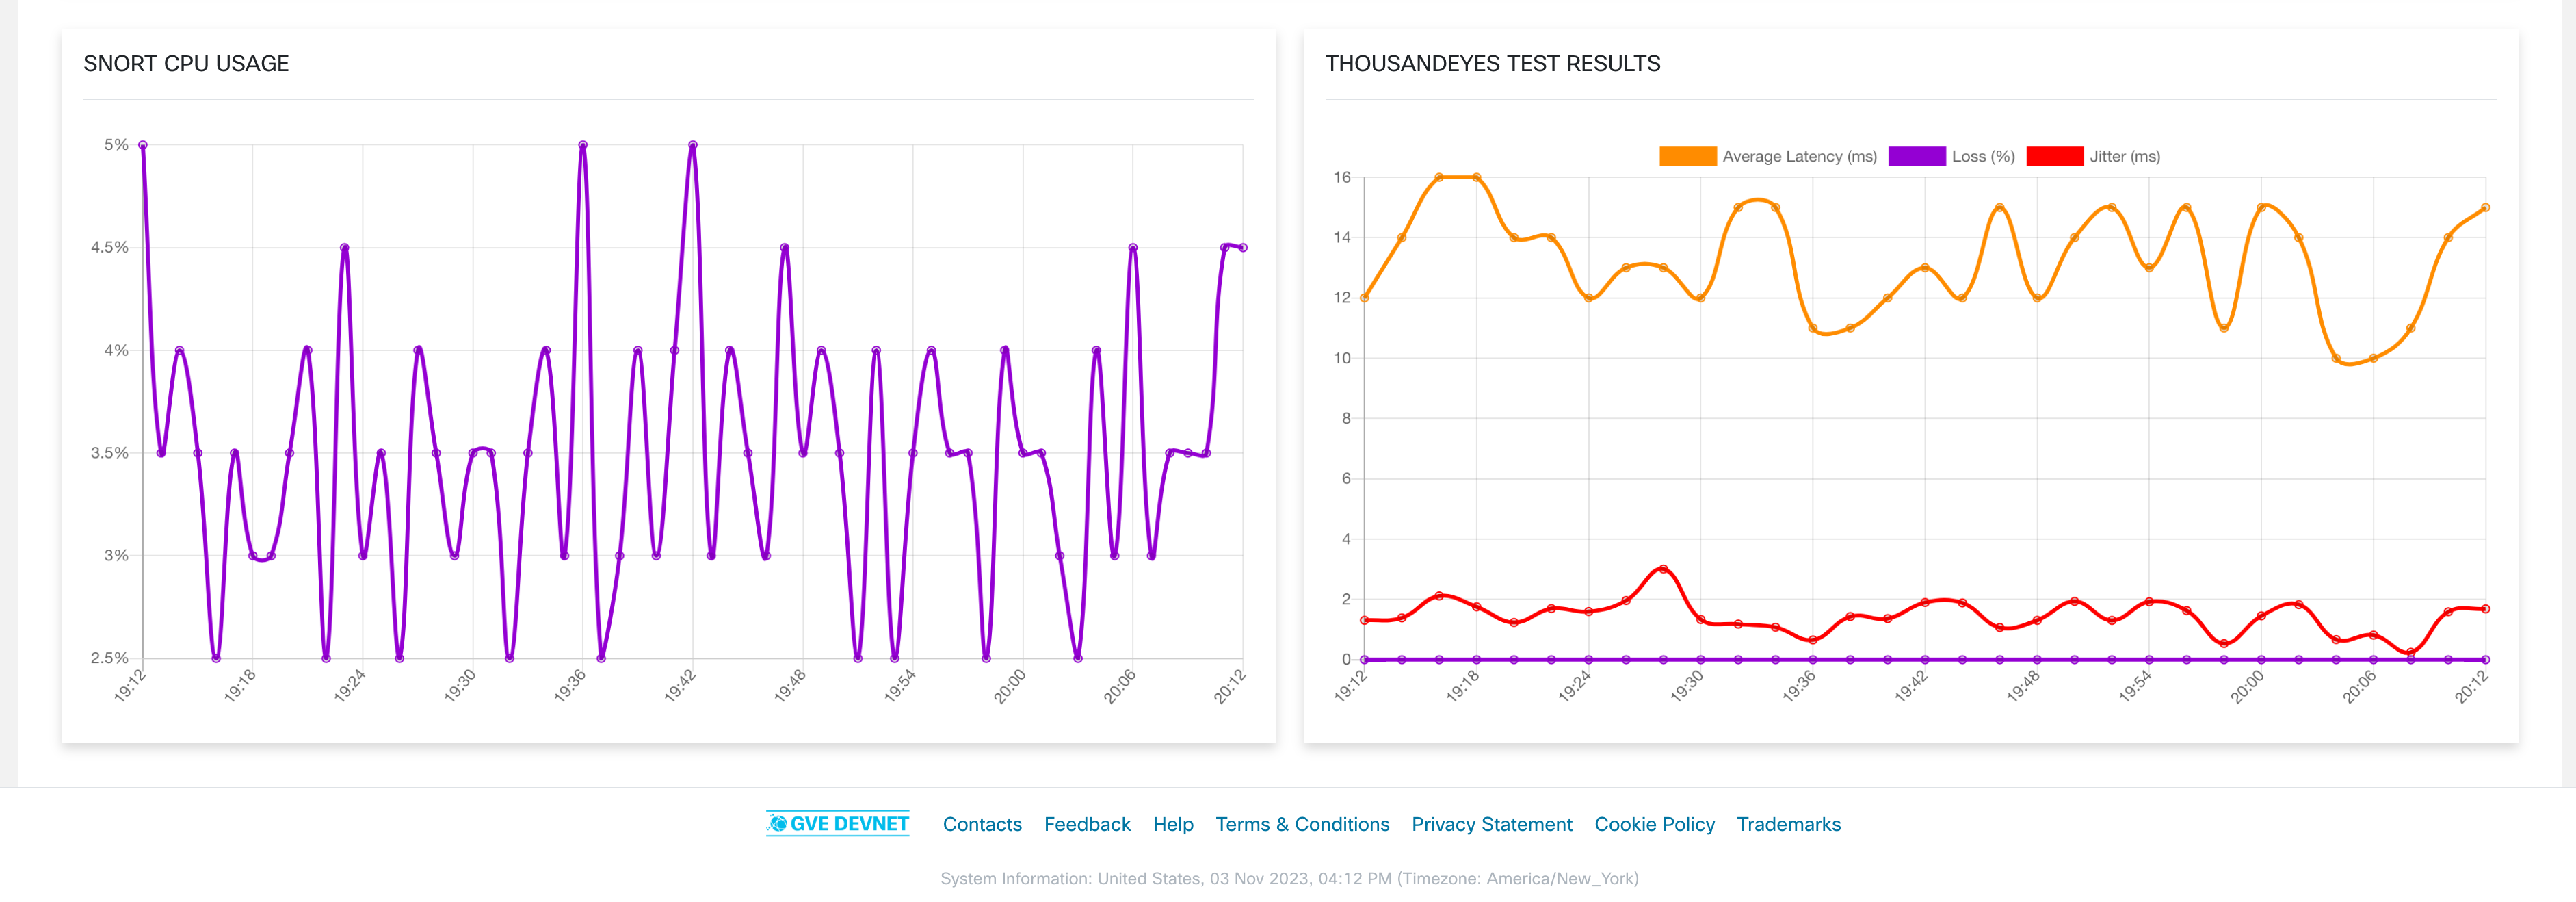 SNORT CPU USAGE
5%
4.5%
4%
3.5%
3%
2.5%
19:12 19:18 19:24 19:30 19:36 19:42 19:48 19:54 20:00 20:06 20:12
THOUSANDEYES TEST RESULTS
Average Latency (ms) Loss (%) Jitter (ms)
16
14
12
10
8
6
4
2
0
19:12 19:18 19:24 19:30 19:36 19:42 19:48 19:54 20:00 20:06 20:12
GVE DEVNET Contacts Feedback Help Terms & Conditions Privacy Statement Cookie Policy Trademarks
System Information: United States, 03 Nov 2023, 04:12 PM (Timezone: America/New_York)